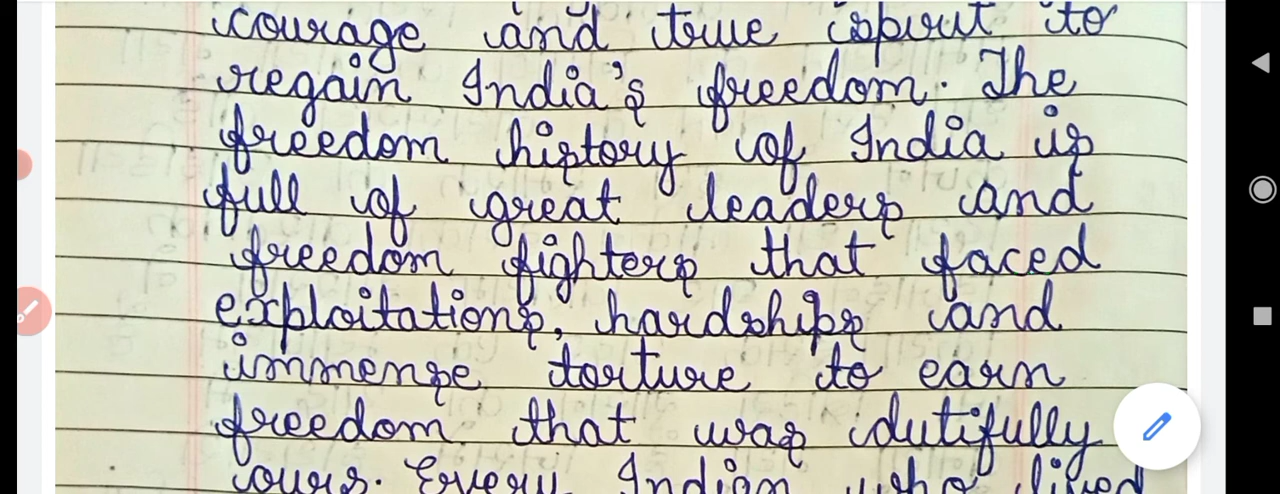 courage and true spirit to
regain India's freedom. The
freedom history of India is
full of great leaders and
freedom fighters that faced
exploitations, hardships and
immense torture to earn
freedom that was dutifully
yours. Every Indian who lived